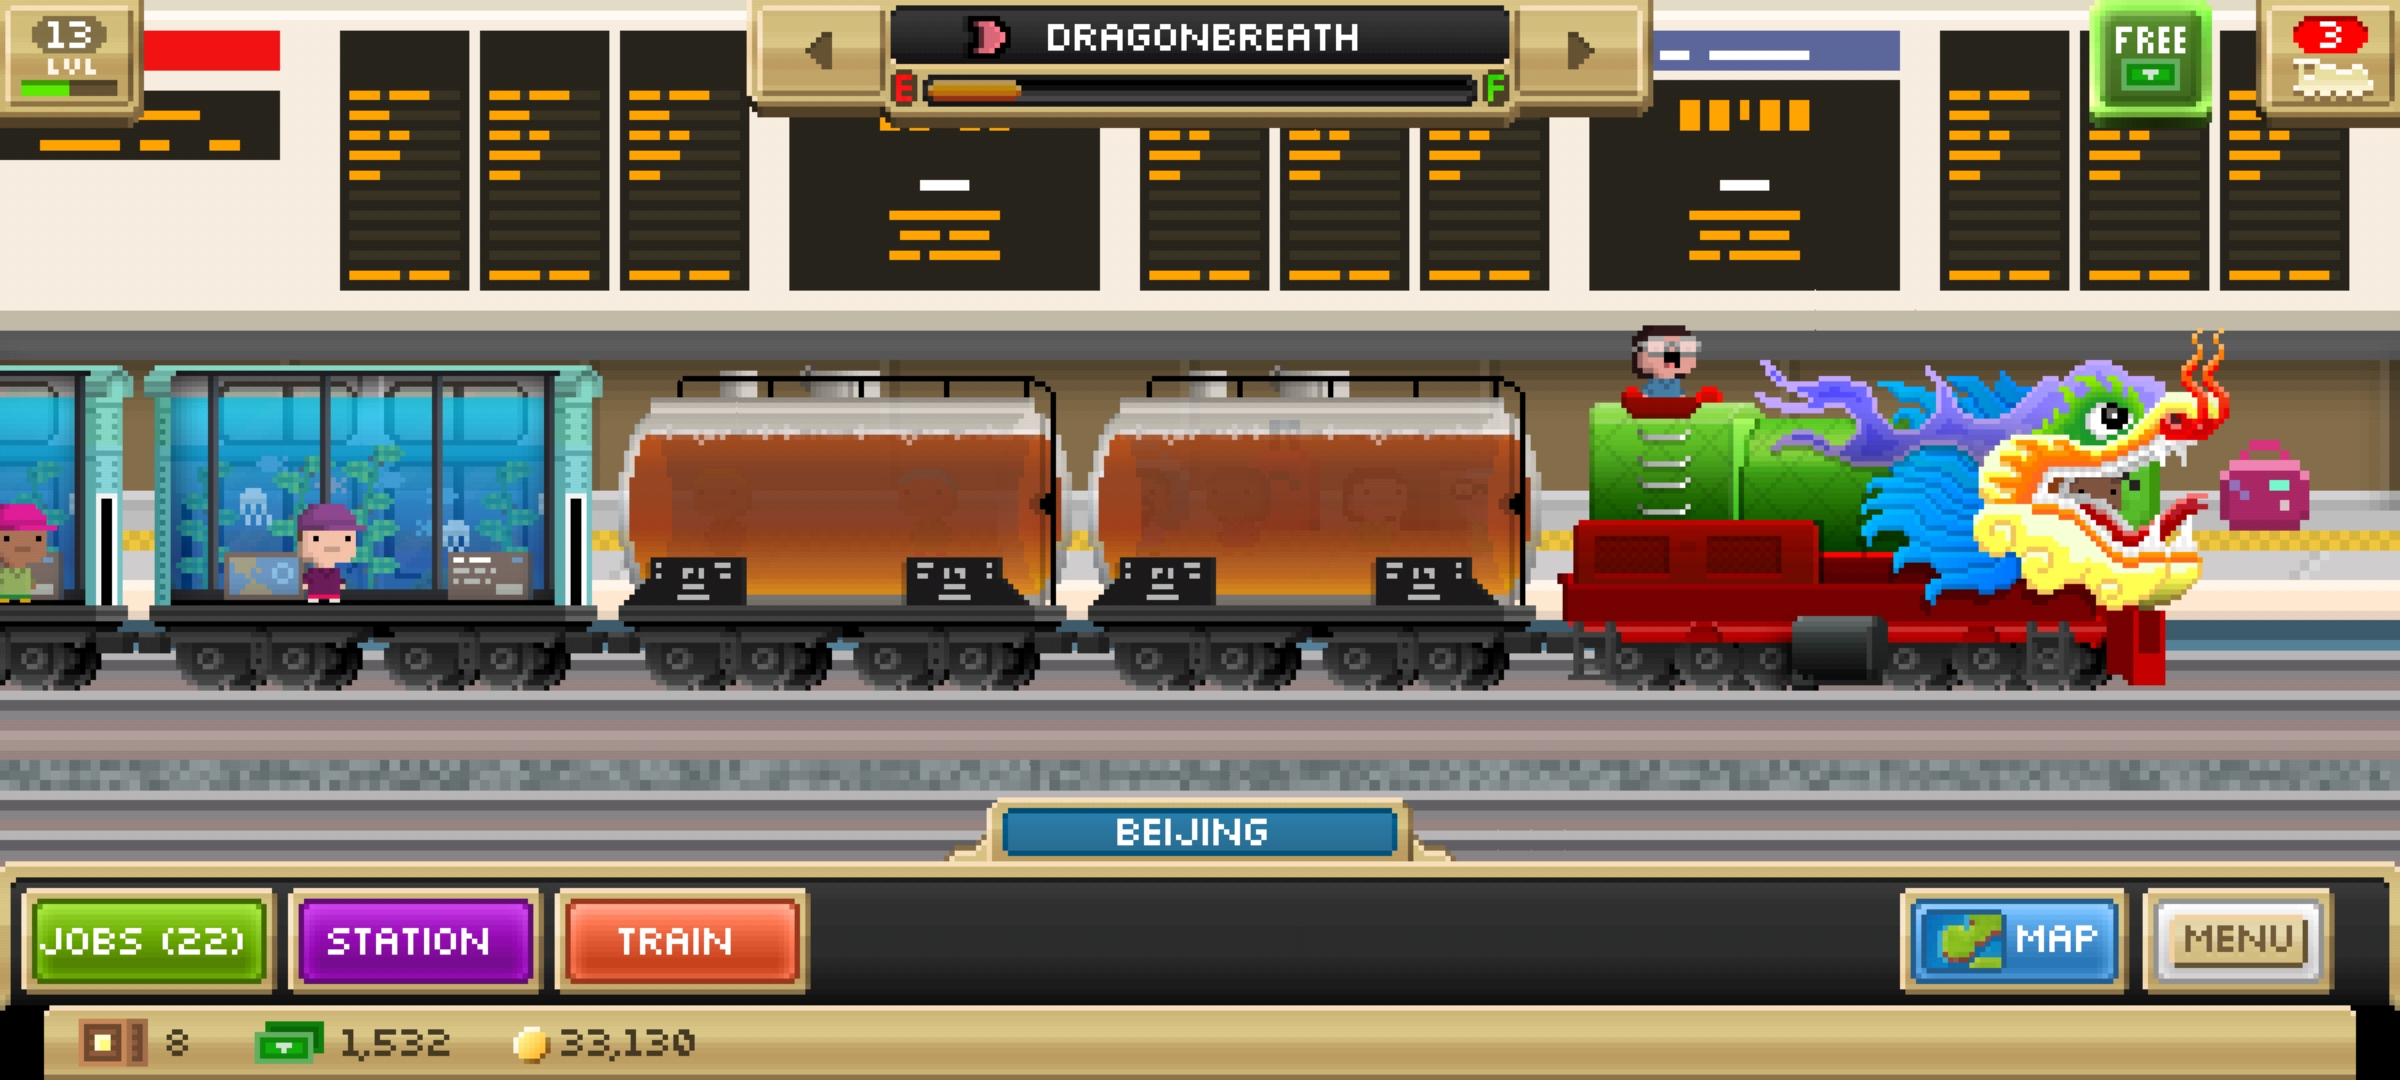 13
LVL
DRAGONBREATH
E
F
FREE
3
BEIJING
JOBS (22)
STATION
TRAIN
MAP
MENU
8
1,532
33,130